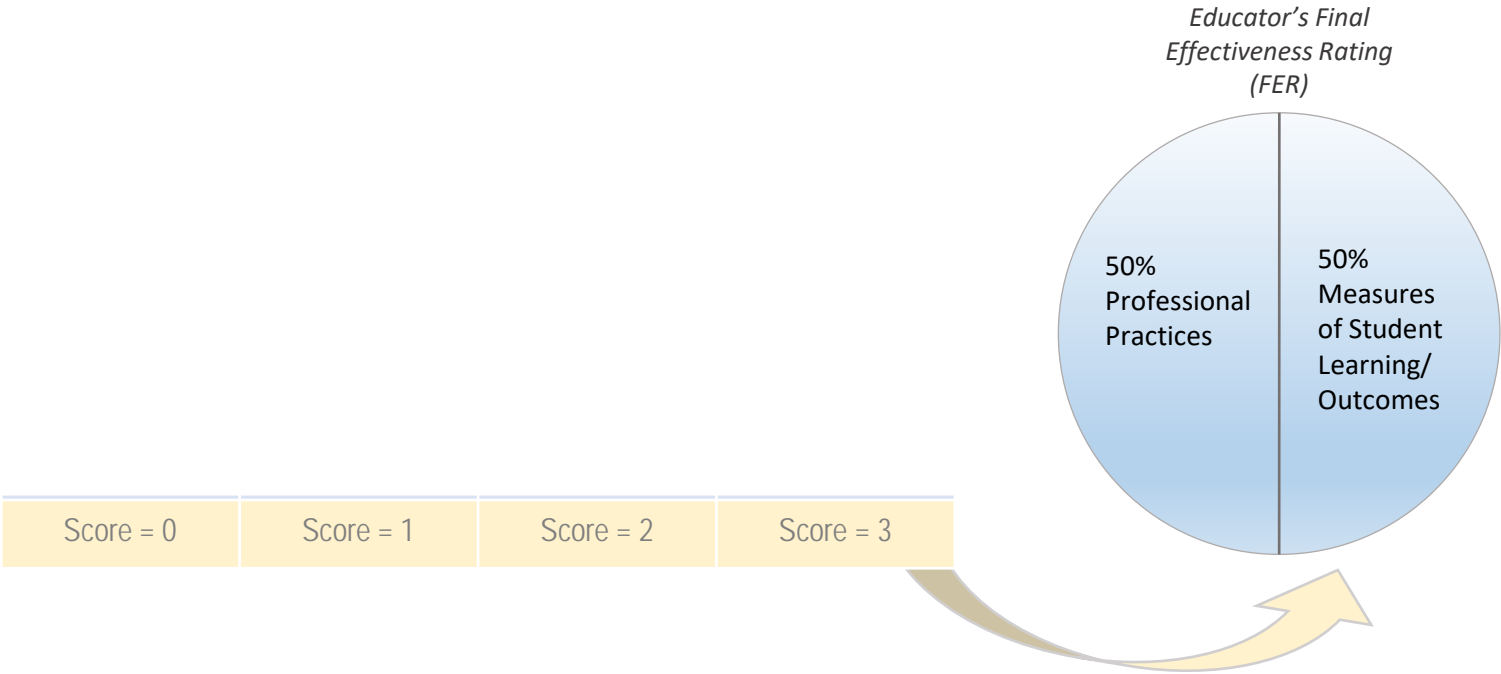 Educator’s Final
Effectiveness Rating
(FER)
50%
Professional
Practices
50%
Measures
of Student
Learning/
Outcomes
Score = 0
Score = 1
Score = 2
Score = 3